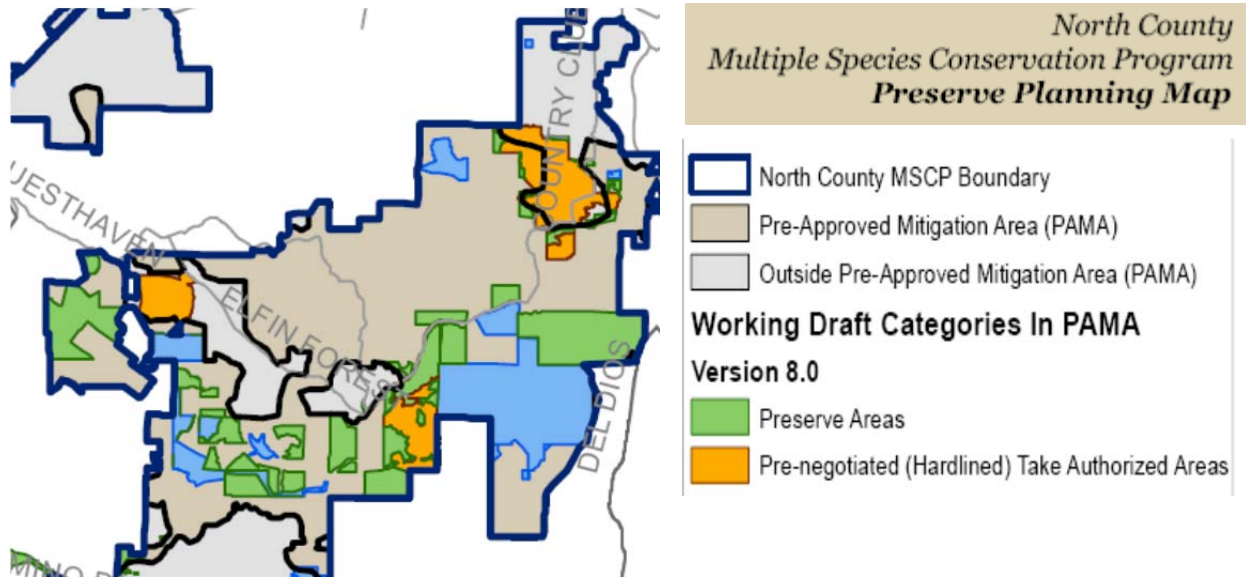 COUNTRY CLUB
UESTHAVEN
ELFIN FOREST
DEL DIOS
North County
Multiple Species Conservation Program
Preserve Planning Map
North County MSCP Boundary
Pre-Approved Mitigation Area (PAMA)
Outside Pre-Approved Mitigation Area (PAMA)
Working Draft Categories In PAMA
Version 8.0
Preserve Areas
Pre-negotiated (Hardlined) Take Authorized Areas